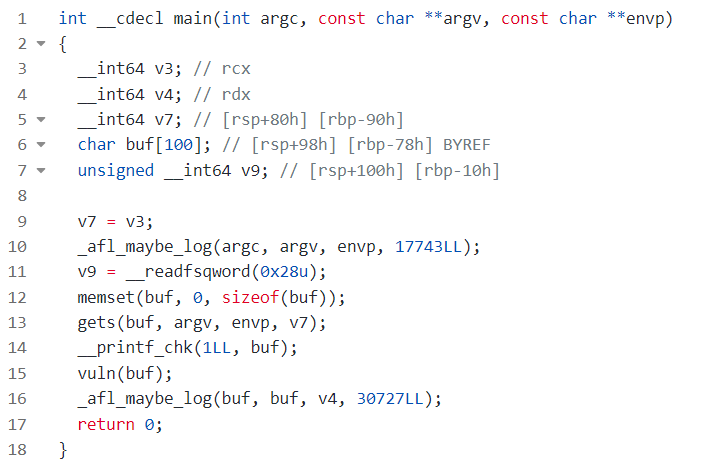 1 int __cdecl main(int argc, const char **argv, const char **envp)
2 {
3 __int64 v3; // rcx
4 __int64 v4; // rdx
5 __int64 v7; // [rsp+80h] [rbp-90h]
6 char buf[100]; // [rsp+98h] [rbp-78h] BYREF
7 unsigned __int64 v9; // [rsp+100h] [rbp-10h]
8
9 v7 = v3;
10 _afl_maybe_log(argc, argv, envp, 17743LL);
11 v9 = __readfsqword(0x28u);
12 memset(buf, 0, sizeof(buf));
13 gets(buf, argv, envp, v7);
14 __printf_chk(1LL, buf);
15 vuln(buf);
16 _afl_maybe_log(buf, buf, v4, 30727LL);
17 return 0;
18 }